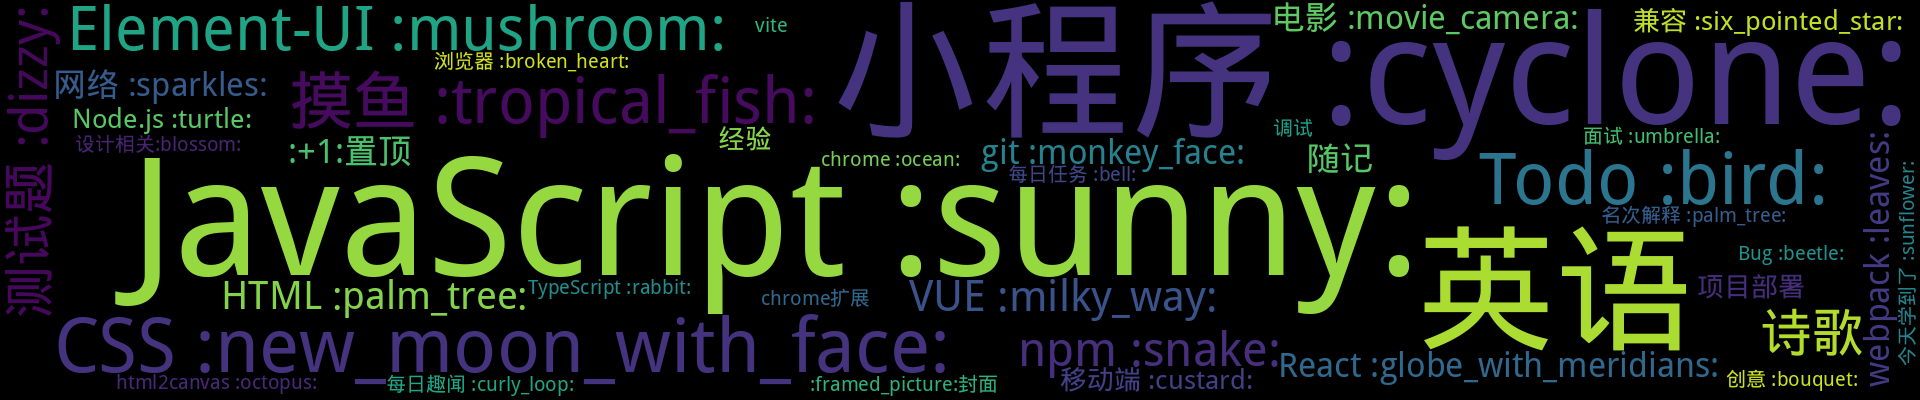 Element-UI :mushroom:
vite
小程序 :cyclone:
电影 :movie_camera:
兼容 :six_pointed_star:
测试题 :dizzy:
浏览器 :broken_heart:
网络 :sparkles:
摸鱼 :tropical_fish:
Node.js :turtle:
设计相关:blossom:
:+1:置顶
经验
chrome :ocean:
git :monkey_face:
每日任务 :bell:
调试
随记
面试 :umbrella:
JavaScript :sunny:
Todo :bird:
名次解释 :palm_tree:
英语
Bug :beetle:
项目部署
webpack :leaves:
今天学到了 :sunflower:
HTML :palm_tree:
TypeScript :rabbit:
chrome扩展
VUE :milky_way:
诗歌
CSS :new_moon_with_face:
npm :snake:
React :globe_with_meridians:
html2canvas :octopus:
每日趣闻 :curly_loop:
:framed_picture:封面
移动端 :custard:
创意 :bouquet: